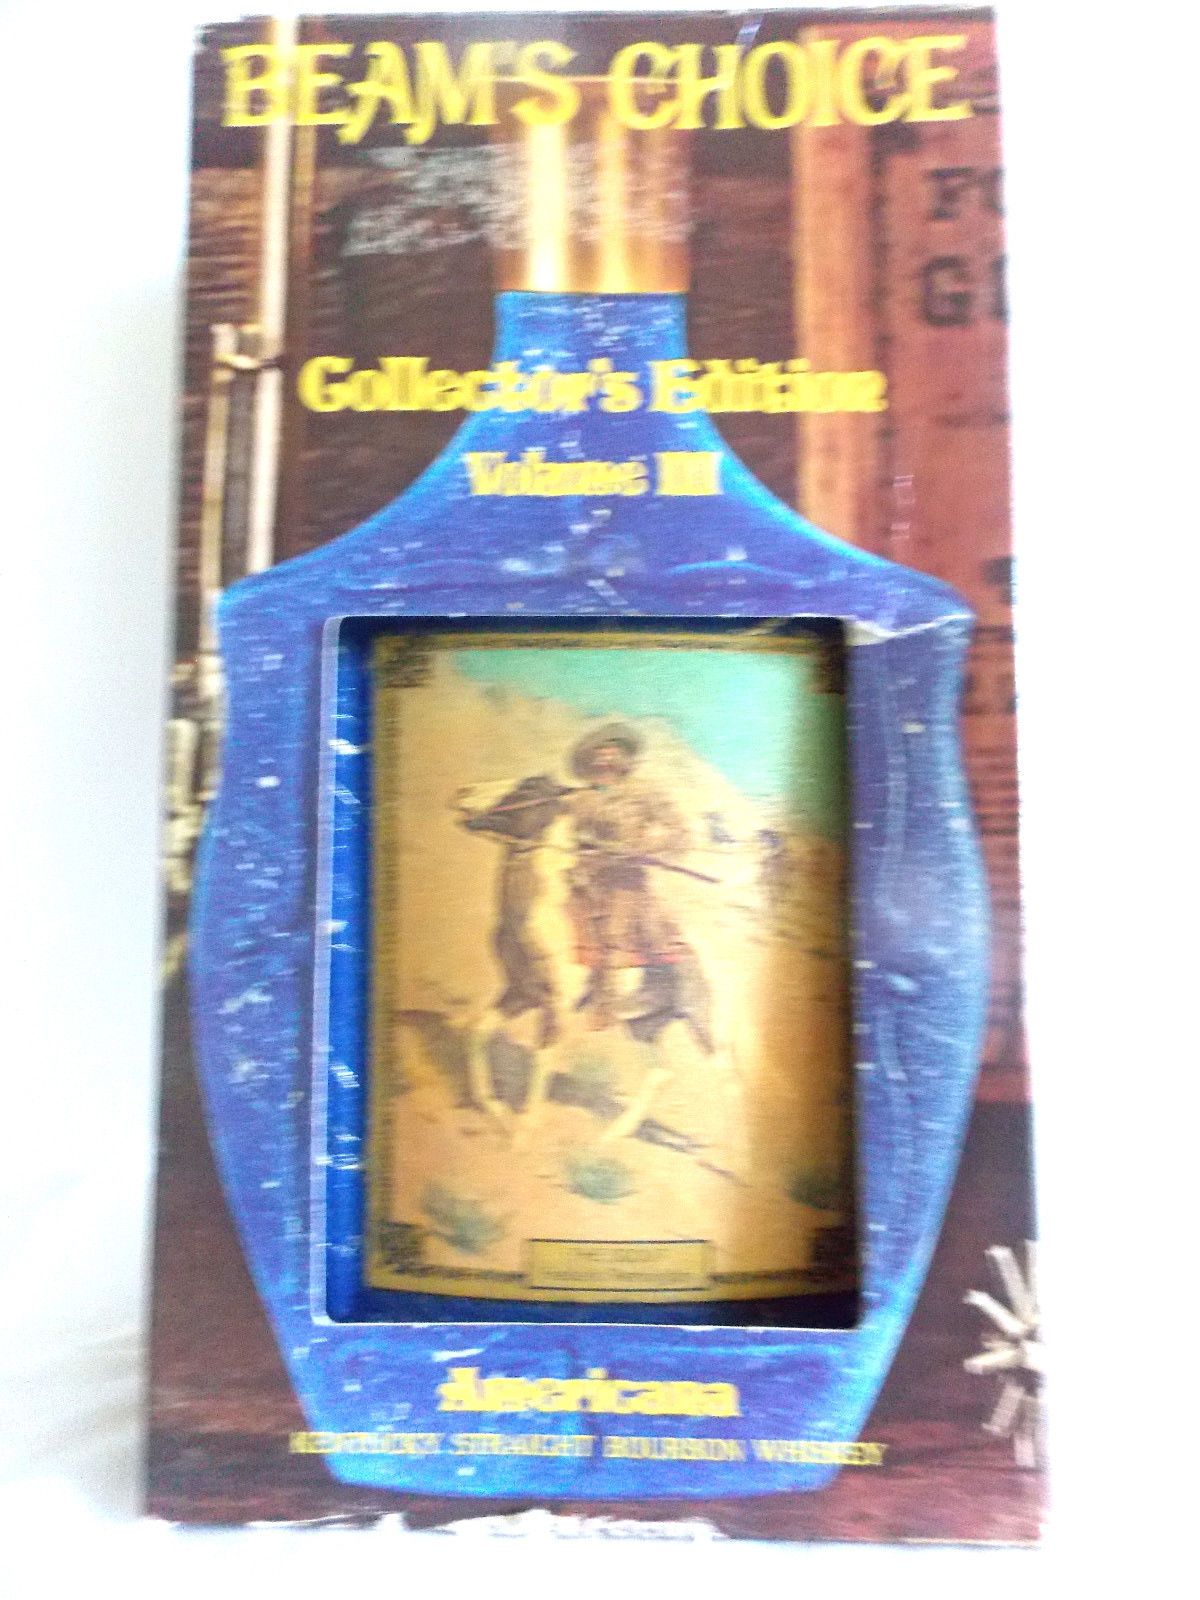 BEAM'S CHOICE
Collector's Edition
Volume III
Americana
KENTUCKY STRAIGHT BOURBON WHISKEY